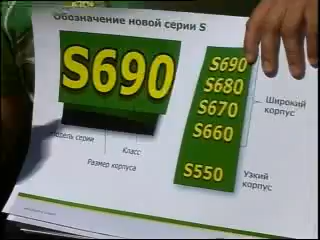 Обозначение новой серии S
S690
Модель серии
Класс
Размер корпуса
S690
S680
S670
S660
S550
Широкий
корпус
Узкий
корпус